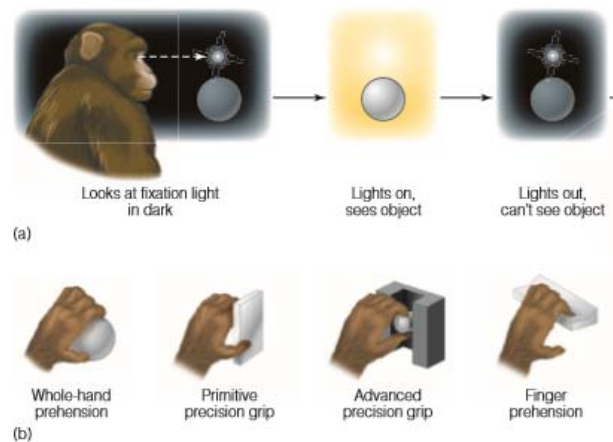 Looks at fixation light
in dark
Lights on,
sees object
Lights out,
can't see object
(a)
Whole-hand
prehension
Primitive
precision grip
Advanced
precision grip
Finger
prehension
(b)